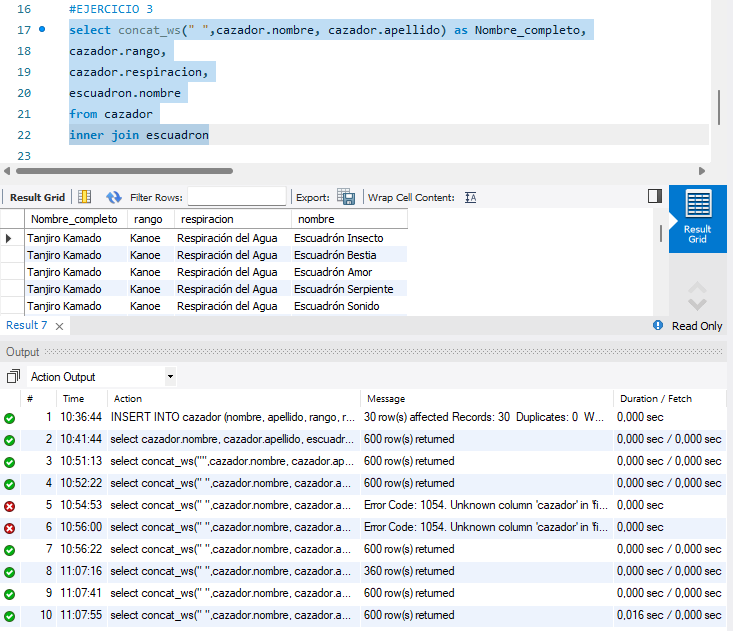 16 #EJERCICIO 3
17 select concat_ws(" ",cazador.nombre, cazador.apellido) as Nombre_completo,
18 cazador.rango,
19 cazador.respiracion,
20 escuadron.nombre
21 from cazador
22 inner join escuadron
23
Result Grid Filter Rows: Export: Wrap Cell Content: IA
Nombre_completo rango respiracion nombre
Tanjiro Kamado Kanoe Respiración del Agua Escuadrón Insecto
Tanjiro Kamado Kanoe Respiración del Agua Escuadrón Bestia
Tanjiro Kamado Kanoe Respiración del Agua Escuadrón Amor
Tanjiro Kamado Kanoe Respiración del Agua Escuadrón Serpiente
Tanjiro Kamado Kanoe Respiración del Agua Escuadrón Sonido
Result
Grid
Result 7 Read Only
Output
Action Output
# Time Action Message Duration / Fetch
1 10:36:44 INSERT INTO cazador (nombre, apellido, rango, r... 30 row(s) affected Records: 30 Duplicates: 0 W... 0,000 sec
2 10:41:44 select cazador.nombre, cazador.apellido, escuadr... 600 row(s) returned 0,000 sec / 0,000 sec
3 10:51:13 select concat_ws("",cazador.nombre, cazador.ap... 600 row(s) returned 0,000 sec / 0,000 sec
4 10:52:22 select concat_ws(" ",cazador.nombre, cazador.a... 600 row(s) returned 0,000 sec / 0,000 sec
5 10:54:53 select concat_ws(" ",cazador.nombre, cazador.a... Error Code: 1054. Unknown column 'cazador' in 'fi... 0,000 sec
6 10:56:00 select concat_ws(" ",cazador.nombre, cazador.a... Error Code: 1054. Unknown column 'cazador' in 'fi... 0,000 sec
7 10:56:22 select concat_ws(" ",cazador.nombre, cazador.a... 600 row(s) returned 0,000 sec / 0,000 sec
8 11:07:16 select concat_ws(" ",cazador.nombre, cazador.a... 360 row(s) returned 0,000 sec / 0,000 sec
9 11:07:41 select concat_ws(" ",cazador.nombre, cazador.a... 600 row(s) returned 0,000 sec / 0,000 sec
10 11:07:55 select concat_ws(" ",cazador.nombre, cazador.a... 600 row(s) returned 0,016 sec / 0,000 sec